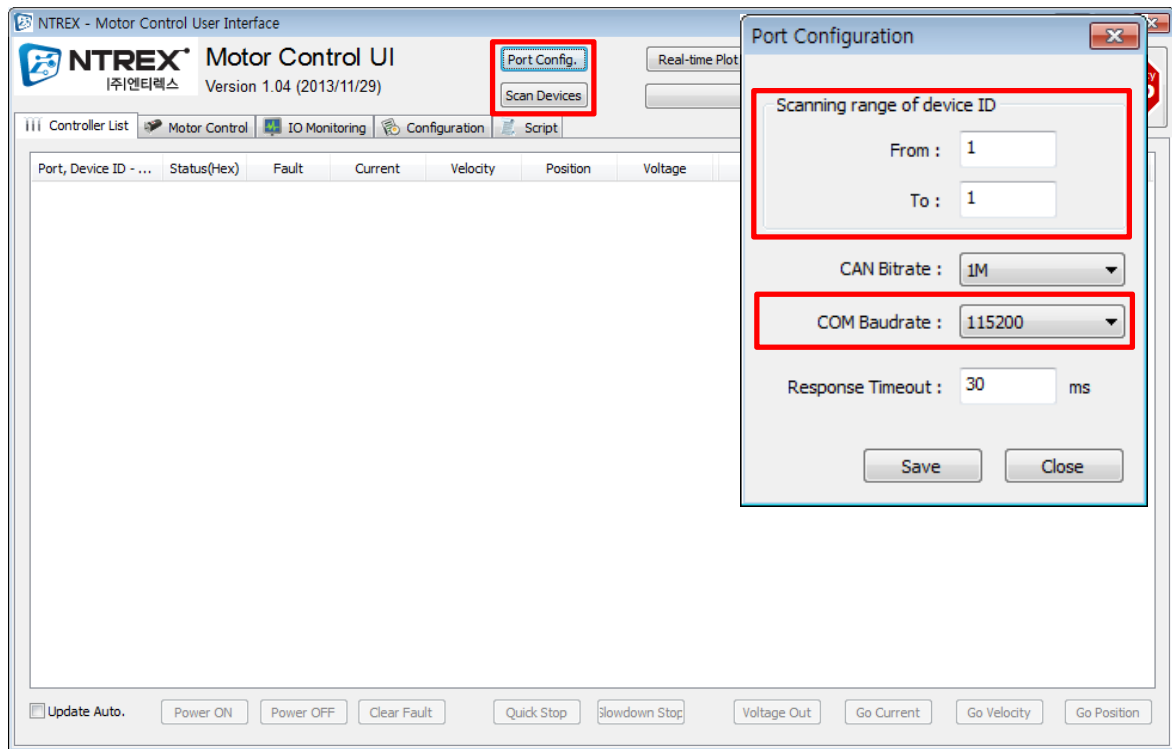 NTREX - Motor Control User Interface
NTREX
㈜엔티렉스
Motor Control UI
Version 1.04 (2013/11/29)
Port Config.
Scan Devices
Real-time Plot
Controller List
Motor Control
IO Monitoring
Configuration
Script
Port, Device ID - ...
Status(Hex)
Fault
Current
Velocity
Position
Voltage
Port Configuration
Scanning range of device ID
From : 1
To : 1
CAN Bitrate : 1M
COM Baudrate : 115200
Response Timeout : 30 ms
Save
Close
Update Auto.
Power ON
Power OFF
Clear Fault
Quick Stop
Slowdown Stop
Voltage Out
Go Current
Go Velocity
Go Position